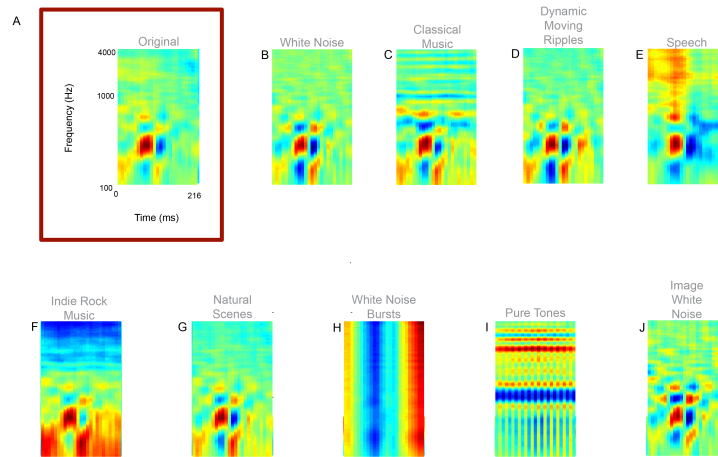 A
Original
4000
1000
100
0
216
Frequency (Hz)
Time (ms)
B
White Noise
C
Classical
Music
D
Dynamic
Moving
Ripples
E
Speech
F
Indie Rock
Music
G
Natural
Scenes
H
White Noise
Bursts
I
Pure Tones
J
Image
White
Noise